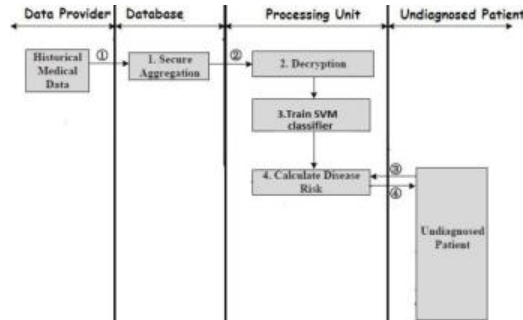 Data Provider Database Processing Unit Undiagnosed Patient
Historical
Medical
Data
①
1. Secure
Aggregation
②
2. Decryption
3.Train SVM
classifier
4. Calculate Disease
Risk
③
④
Undiagnosed
Patient